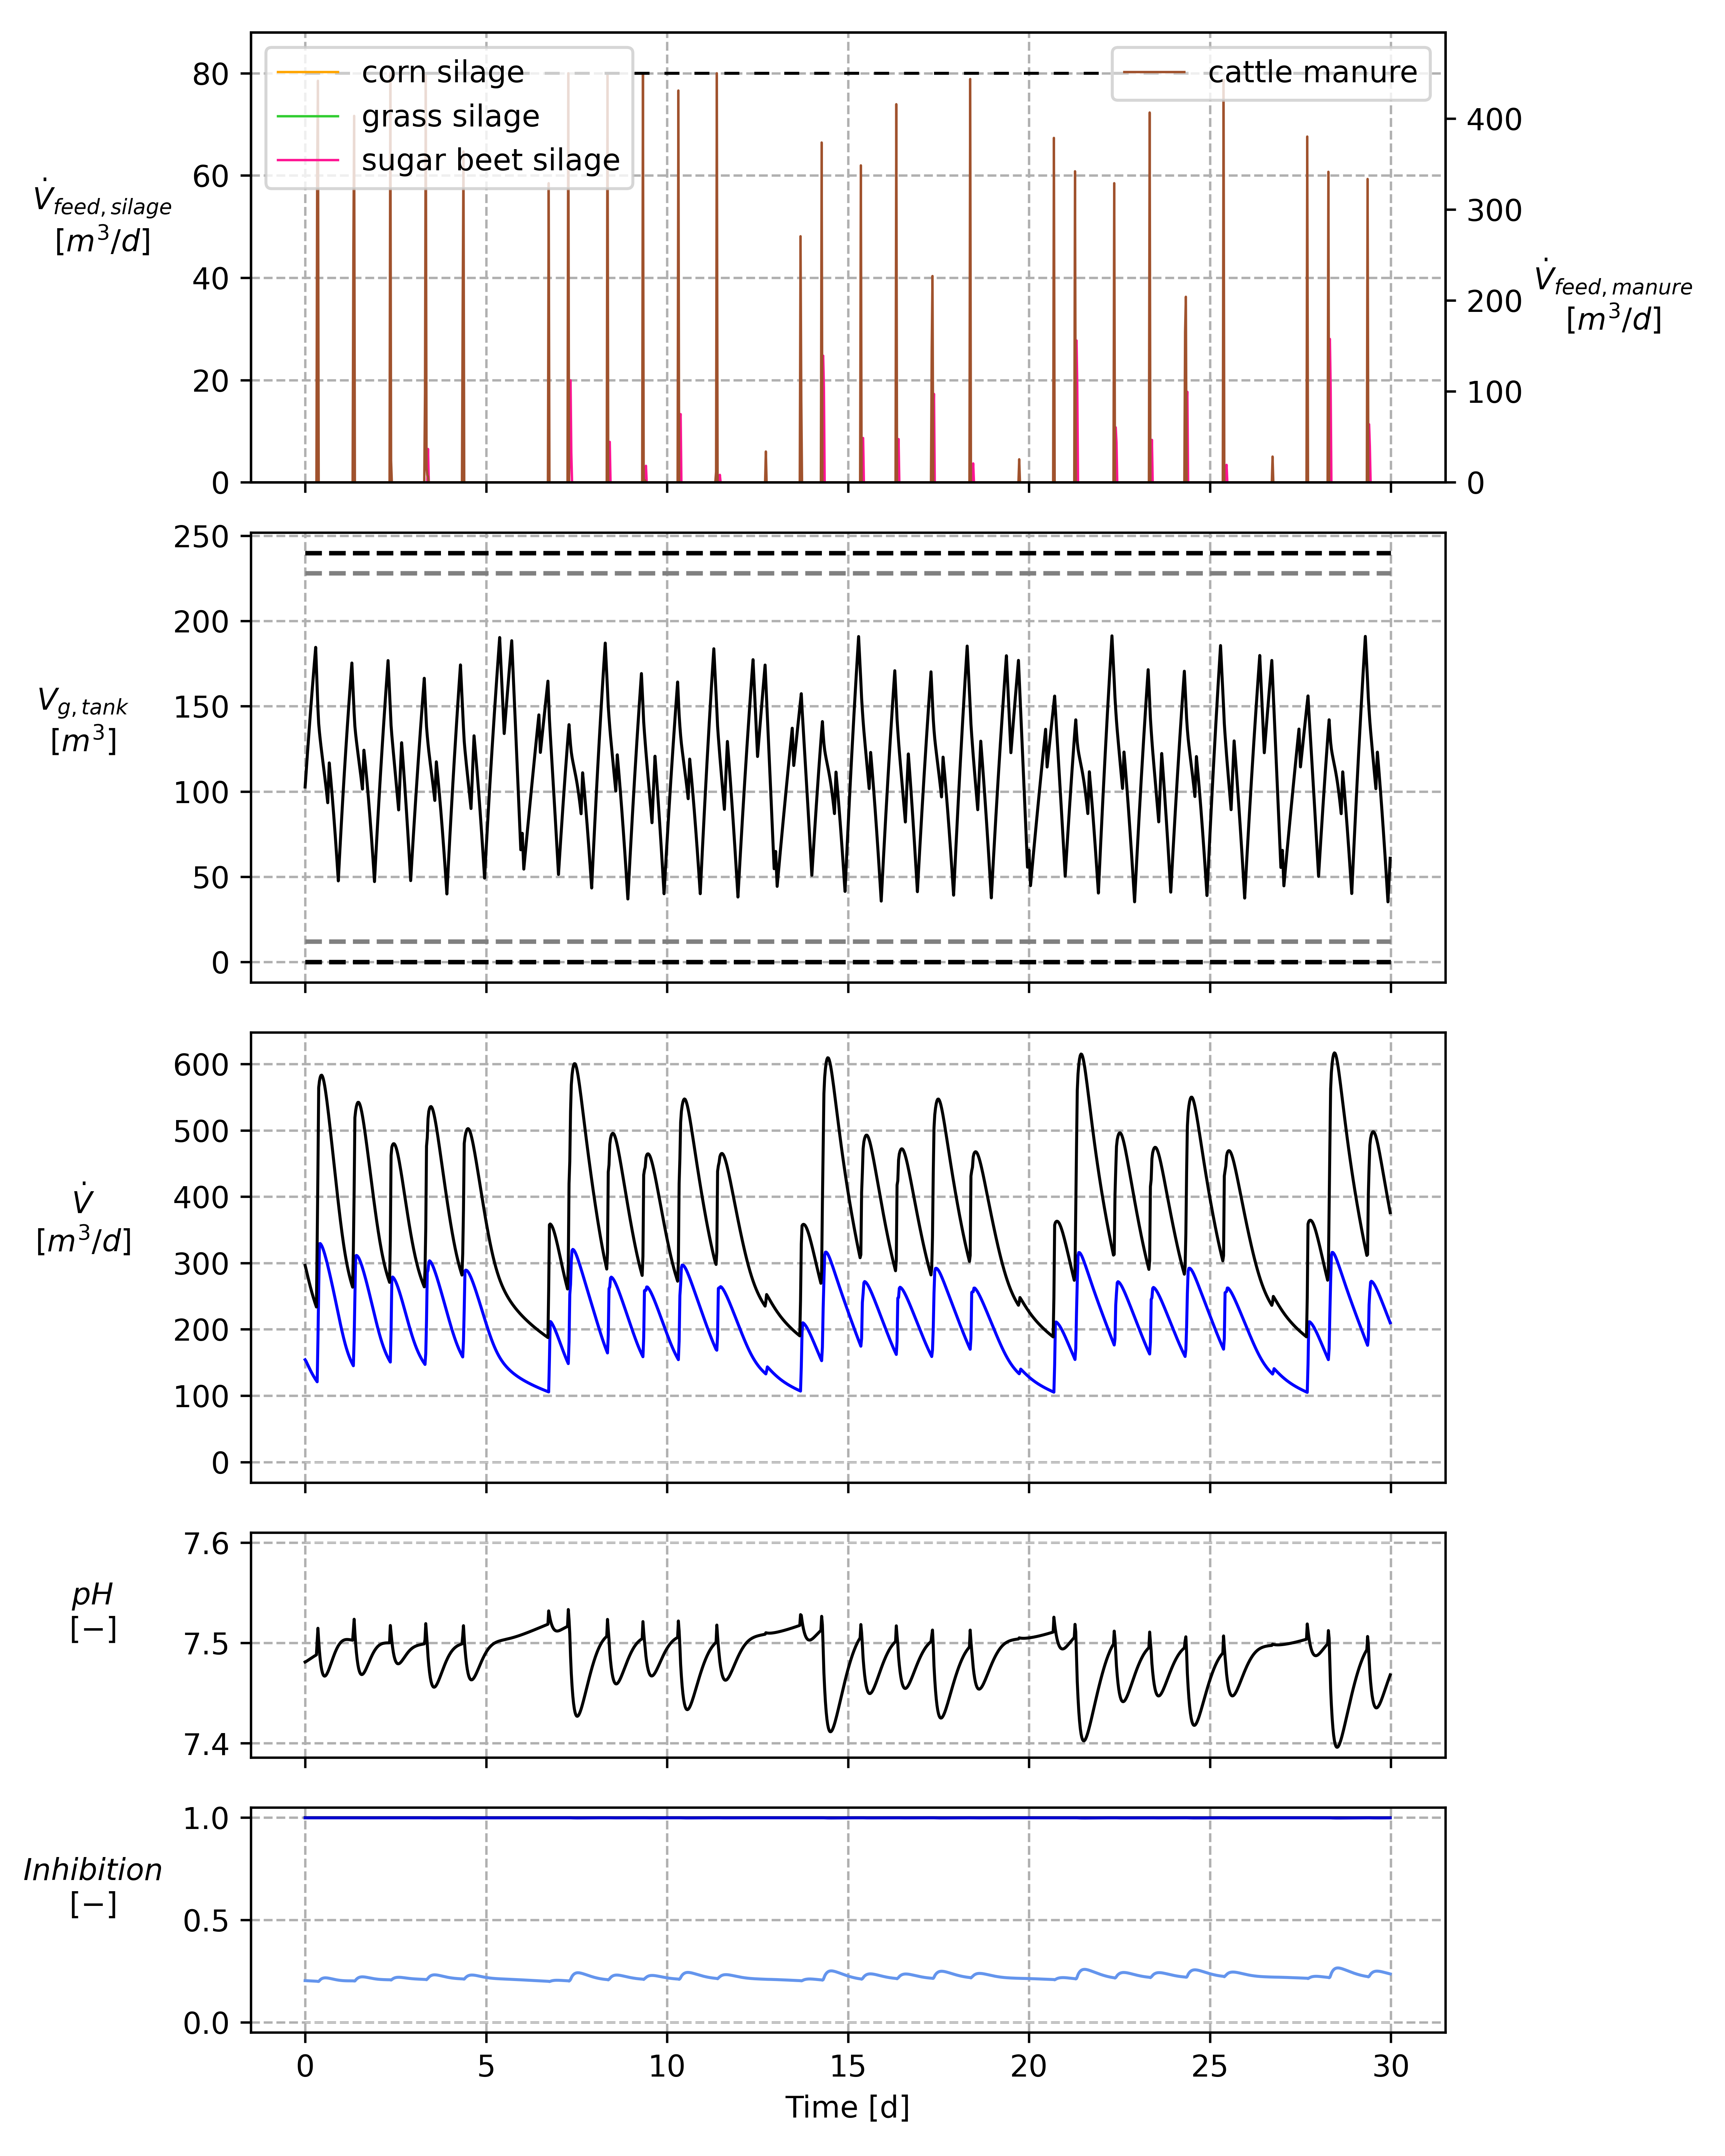 corn silage
grass silage
sugar beet silage
cattle manure
80
60
40
20
0
400
300
200
100
0
V̇feed, silage
[m³/d]
V̇feed, manure
[m³/d]
250
200
150
100
50
0
Vg, tank
[m³]
600
500
400
300
200
100
0
V̇
[m³/d]
7.6
7.5
7.4
pH
[−]
1.0
0.5
0.0
Inhibition
[−]
0 5 10 15 20 25 30
Time [d]